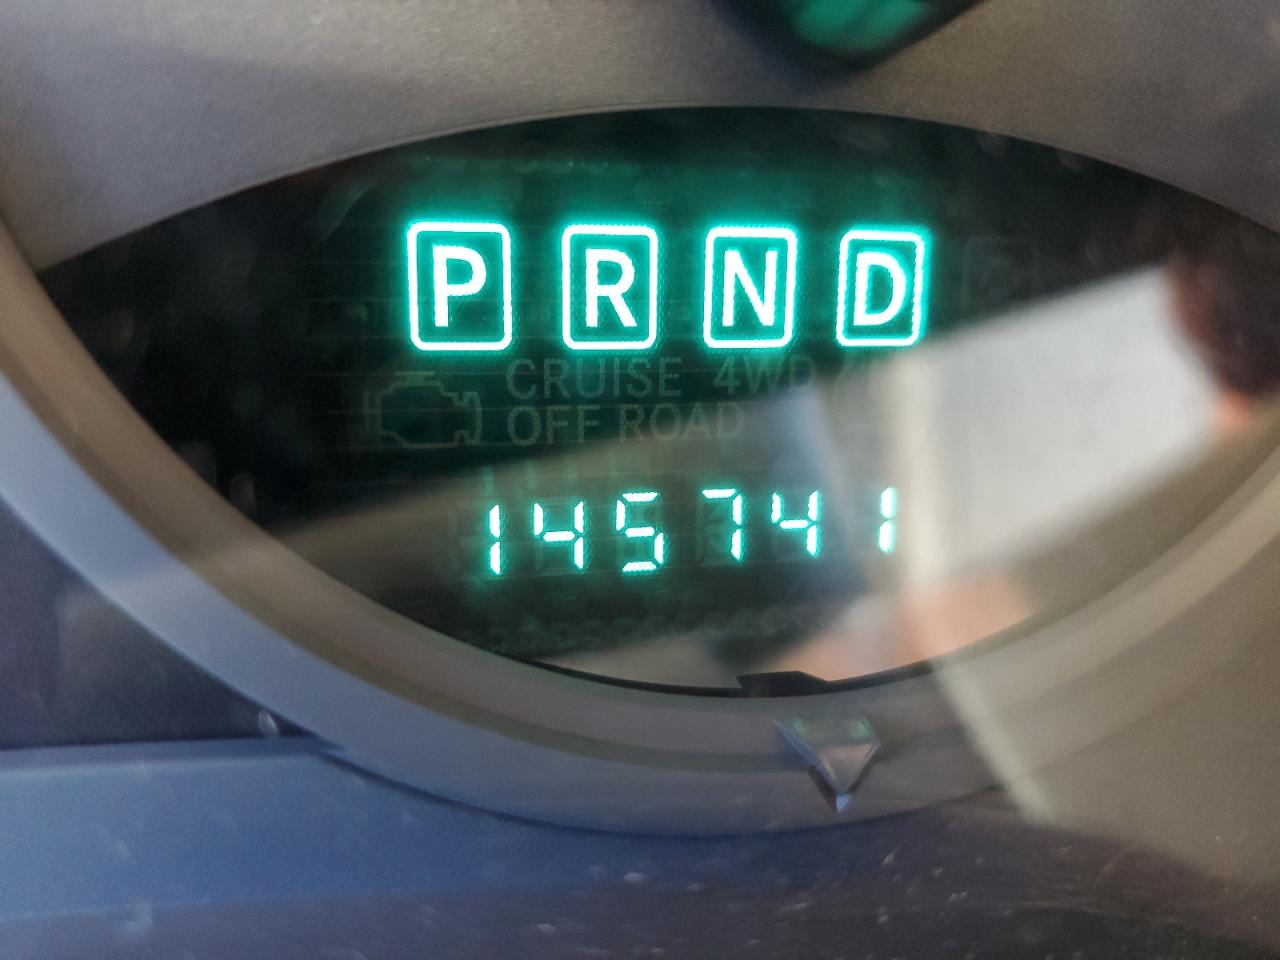 P R N D
CRUISE 4WD
OFF ROAD
145741